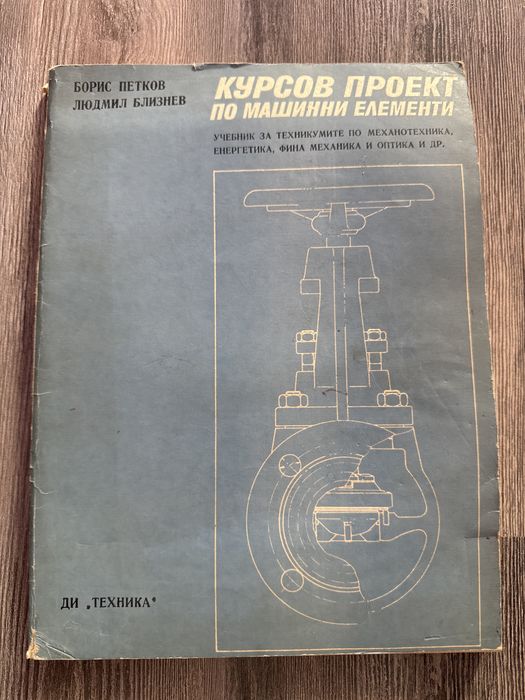 БОРИС ПЕТКОВ
ЛЮДМИЛ БЛИЗНЕВ
КУРСОВ ПРОЕКТ
ПО МАШИННИ ЕЛЕМЕНТИ
УЧЕБНИК ЗА ТЕХНИКУМИТЕ ПО МЕХАНОТЕХНИКА,
ЕНЕРГЕТИКА, ФИНА МЕХАНИКА И ОПТИКА И ДР.
ДИ „ТЕХНИКА“